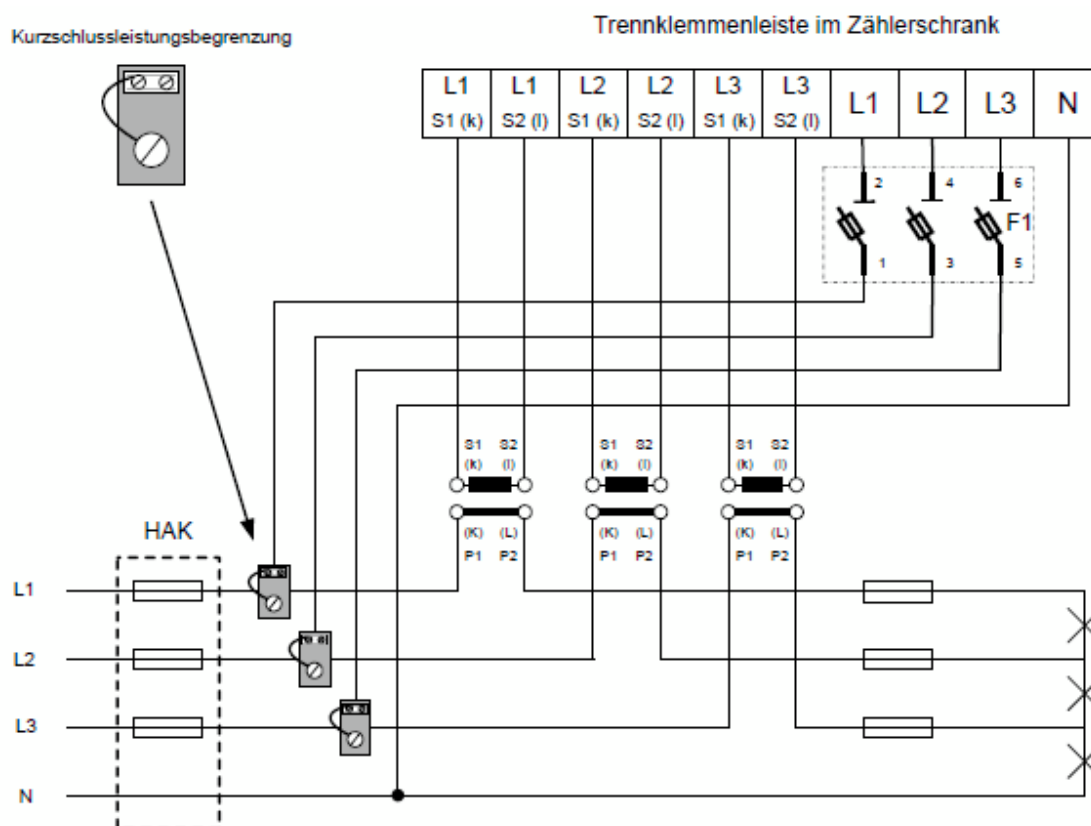 Kurzschlussleistungsbegrenzung
Trennklemmenleiste im Zählerschrank
L1 L1 L2 L2 L3 L3 L1 L2 L3 N
S1 (k) S2 (l) S1 (k) S2 (l) S1 (k) S2 (l)
2 4 6
F1
1 3 5
S1 S2 S1 S2 S1 S2
(k) (l) (k) (l) (k) (l)
(K) (L) (K) (L) (K) (L)
P1 P2 P1 P2 P1 P2
HAK
L1
L2
L3
N